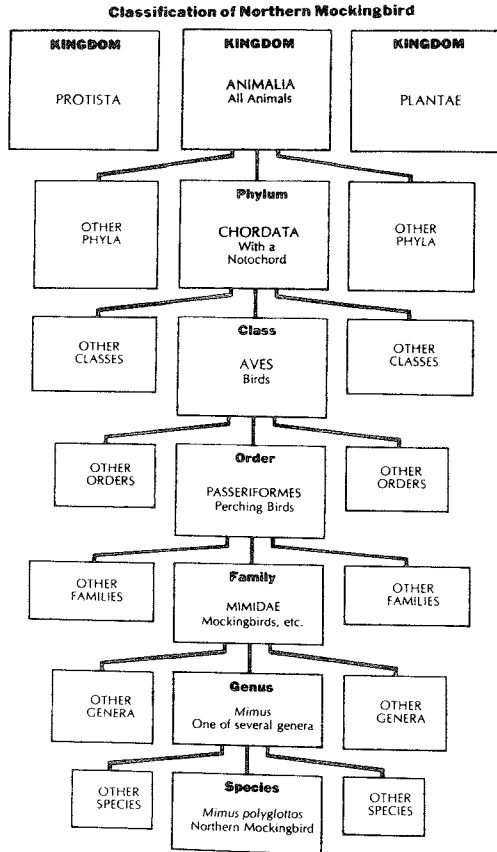 Classification of Northern Mockingbird
KINGDOM
PROTISTA
KINGDOM
ANIMALIA
All Animals
KINGDOM
PLANTAE
OTHER
PHYLA
Phylum
CHORDATA
With a
Notochord
OTHER
PHYLA
OTHER
CLASSES
Class
AVES
Birds
OTHER
CLASSES
OTHER
ORDERS
Order
PASSERIFORMES
Perching Birds
OTHER
ORDERS
OTHER
FAMILIES
Family
MIMIDAE
Mockingbirds, etc.
OTHER
FAMILIES
OTHER
GENERA
Genus
Mimus
One of several genera
OTHER
GENERA
OTHER
SPECIES
Species
Mimus polyglottos
Northern Mockingbird
OTHER
SPECIES